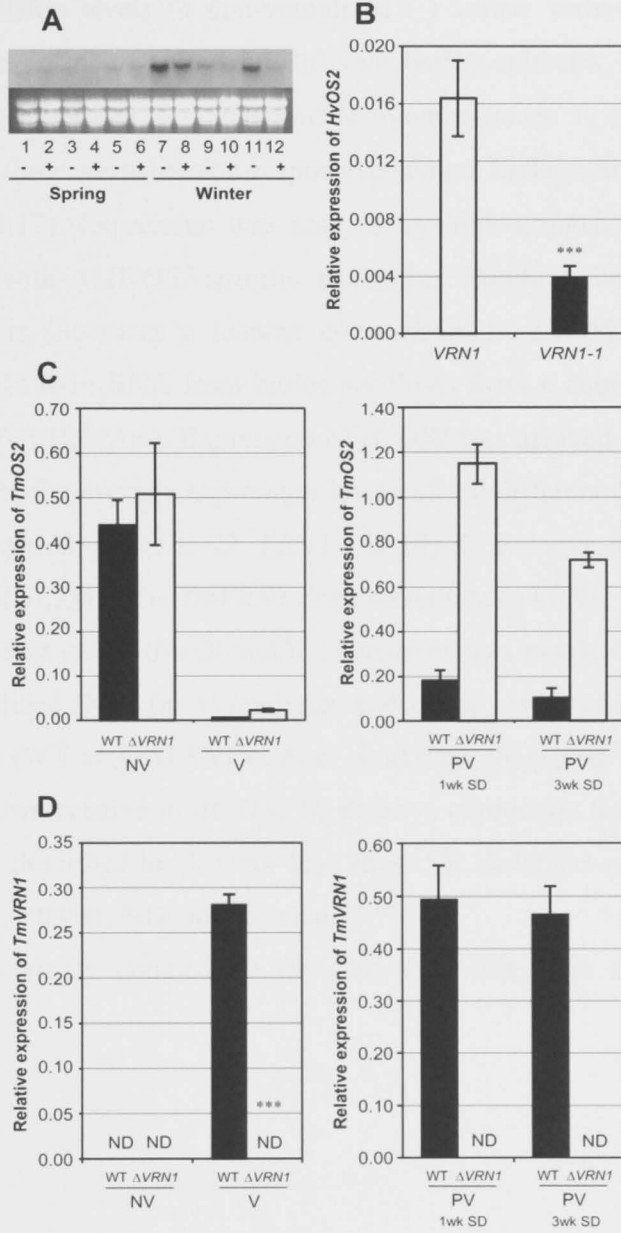 A
1 2 3 4 5 6 7 8 9 10 11 12
- + - + - + - + - + - +
Spring Winter
B
Relative expression of HvOS2
0.020
0.016
0.012
0.008
0.004
0.000
***
VRN1 VRN1-1
C
Relative expression of TmOS2
0.70
0.60
0.50
0.40
0.30
0.20
0.10
0.00
WT ΔVRN1 WT ΔVRN1
NV V
Relative expression of TmOS2
1.40
1.20
1.00
0.80
0.60
0.40
0.20
0.00
WT ΔVRN1 WT ΔVRN1
PV PV
1wk SD 3wk SD
D
Relative expression of TmVRN1
0.35
0.30
0.25
0.20
0.15
0.10
0.05
0.00
***
ND ND ND
WT ΔVRN1 WT ΔVRN1
NV V
Relative expression of TmVRN1
0.60
0.50
0.40
0.30
0.20
0.10
0.00
ND ND
WT ΔVRN1 WT ΔVRN1
PV PV
1wk SD 3wk SD